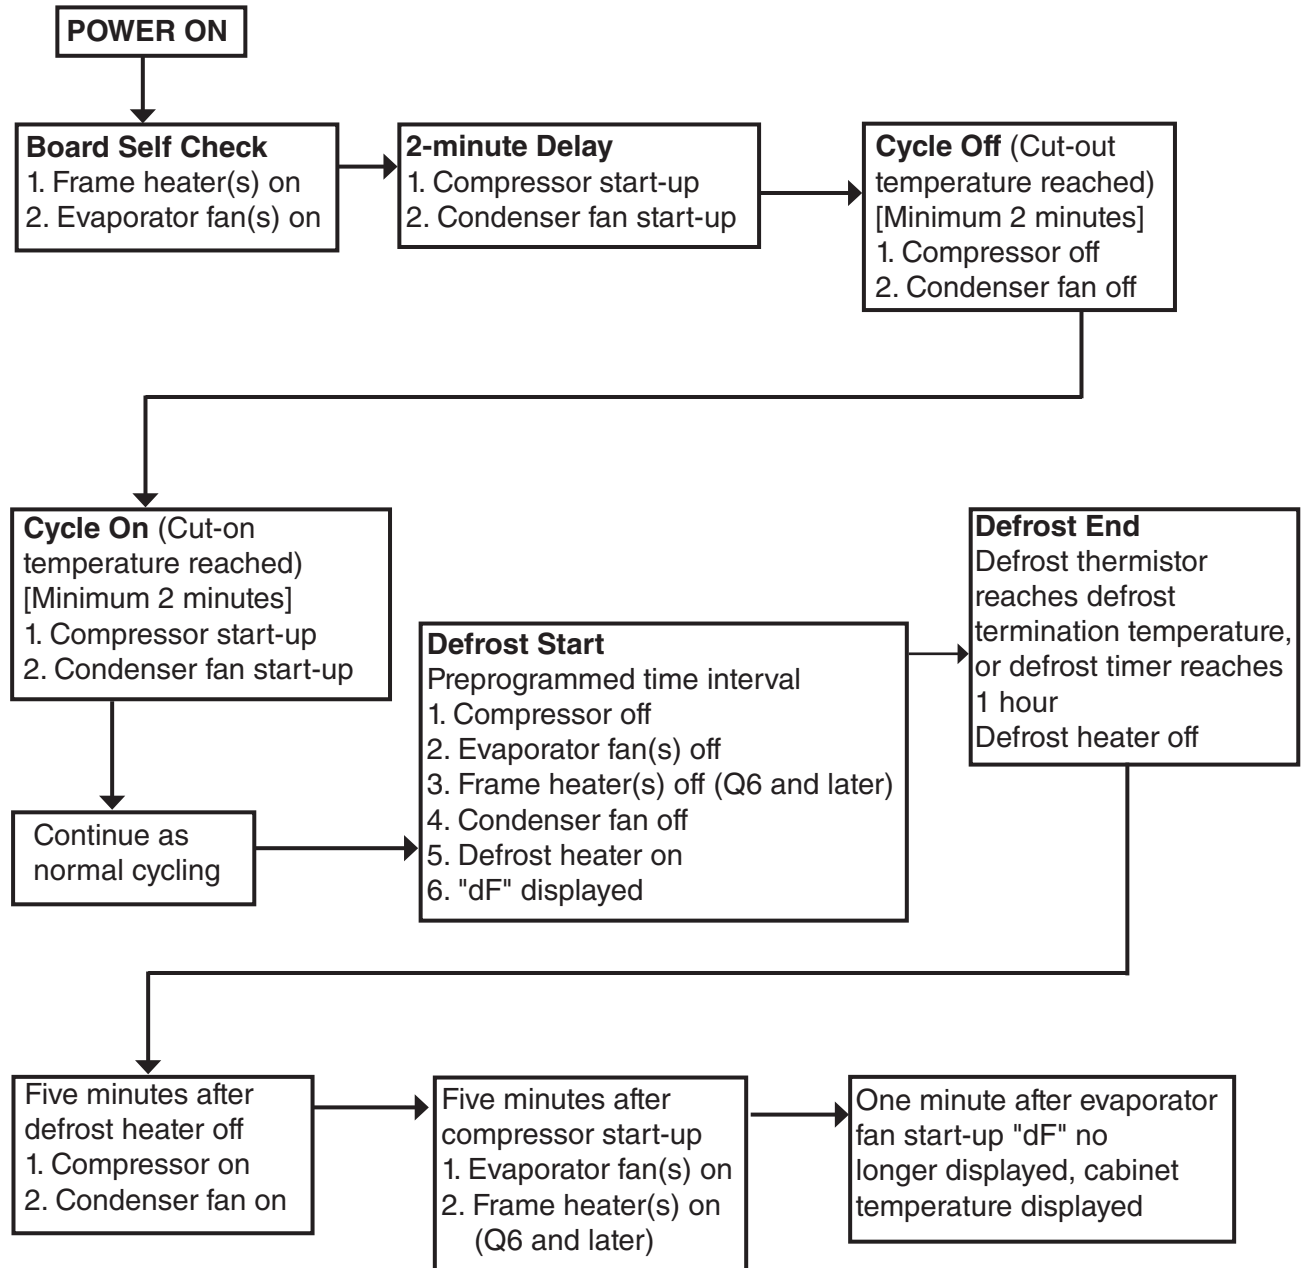 POWER ON
Board Self Check
1. Frame heater(s) on
2. Evaporator fan(s) on
2-minute Delay
1. Compressor start-up
2. Condenser fan start-up
Cycle Off (Cut-out
temperature reached)
[Minimum 2 minutes]
1. Compressor off
2. Condenser fan off
Cycle On (Cut-on
temperature reached)
[Minimum 2 minutes]
1. Compressor start-up
2. Condenser fan start-up
Continue as
normal cycling
Defrost Start
Preprogrammed time interval
1. Compressor off
2. Evaporator fan(s) off
3. Frame heater(s) off (Q6 and later)
4. Condenser fan off
5. Defrost heater on
6. "dF" displayed
Defrost End
Defrost thermistor
reaches defrost
termination temperature,
or defrost timer reaches
1 hour
Defrost heater off
Five minutes after
defrost heater off
1. Compressor on
2. Condenser fan on
Five minutes after
compressor start-up
1. Evaporator fan(s) on
2. Frame heater(s) on
(Q6 and later)
One minute after evaporator
fan start-up "dF" no
longer displayed, cabinet
temperature displayed